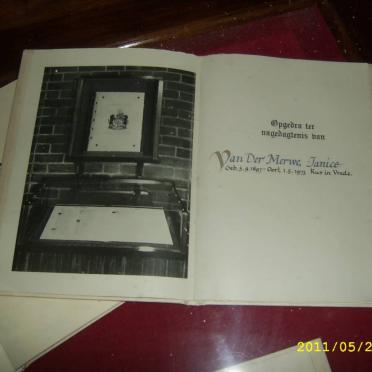 Opgedra ter
nagedagtenis van
Van Der Merwe, Janice
Geb. 5.9.1897 - Oorl. 1.5.1973 Rus in Vrede.
2011/05/2